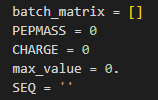 batch_matrix = []
PEPMASS = 0
CHARGE = 0
max_value = 0.
SEQ = ''